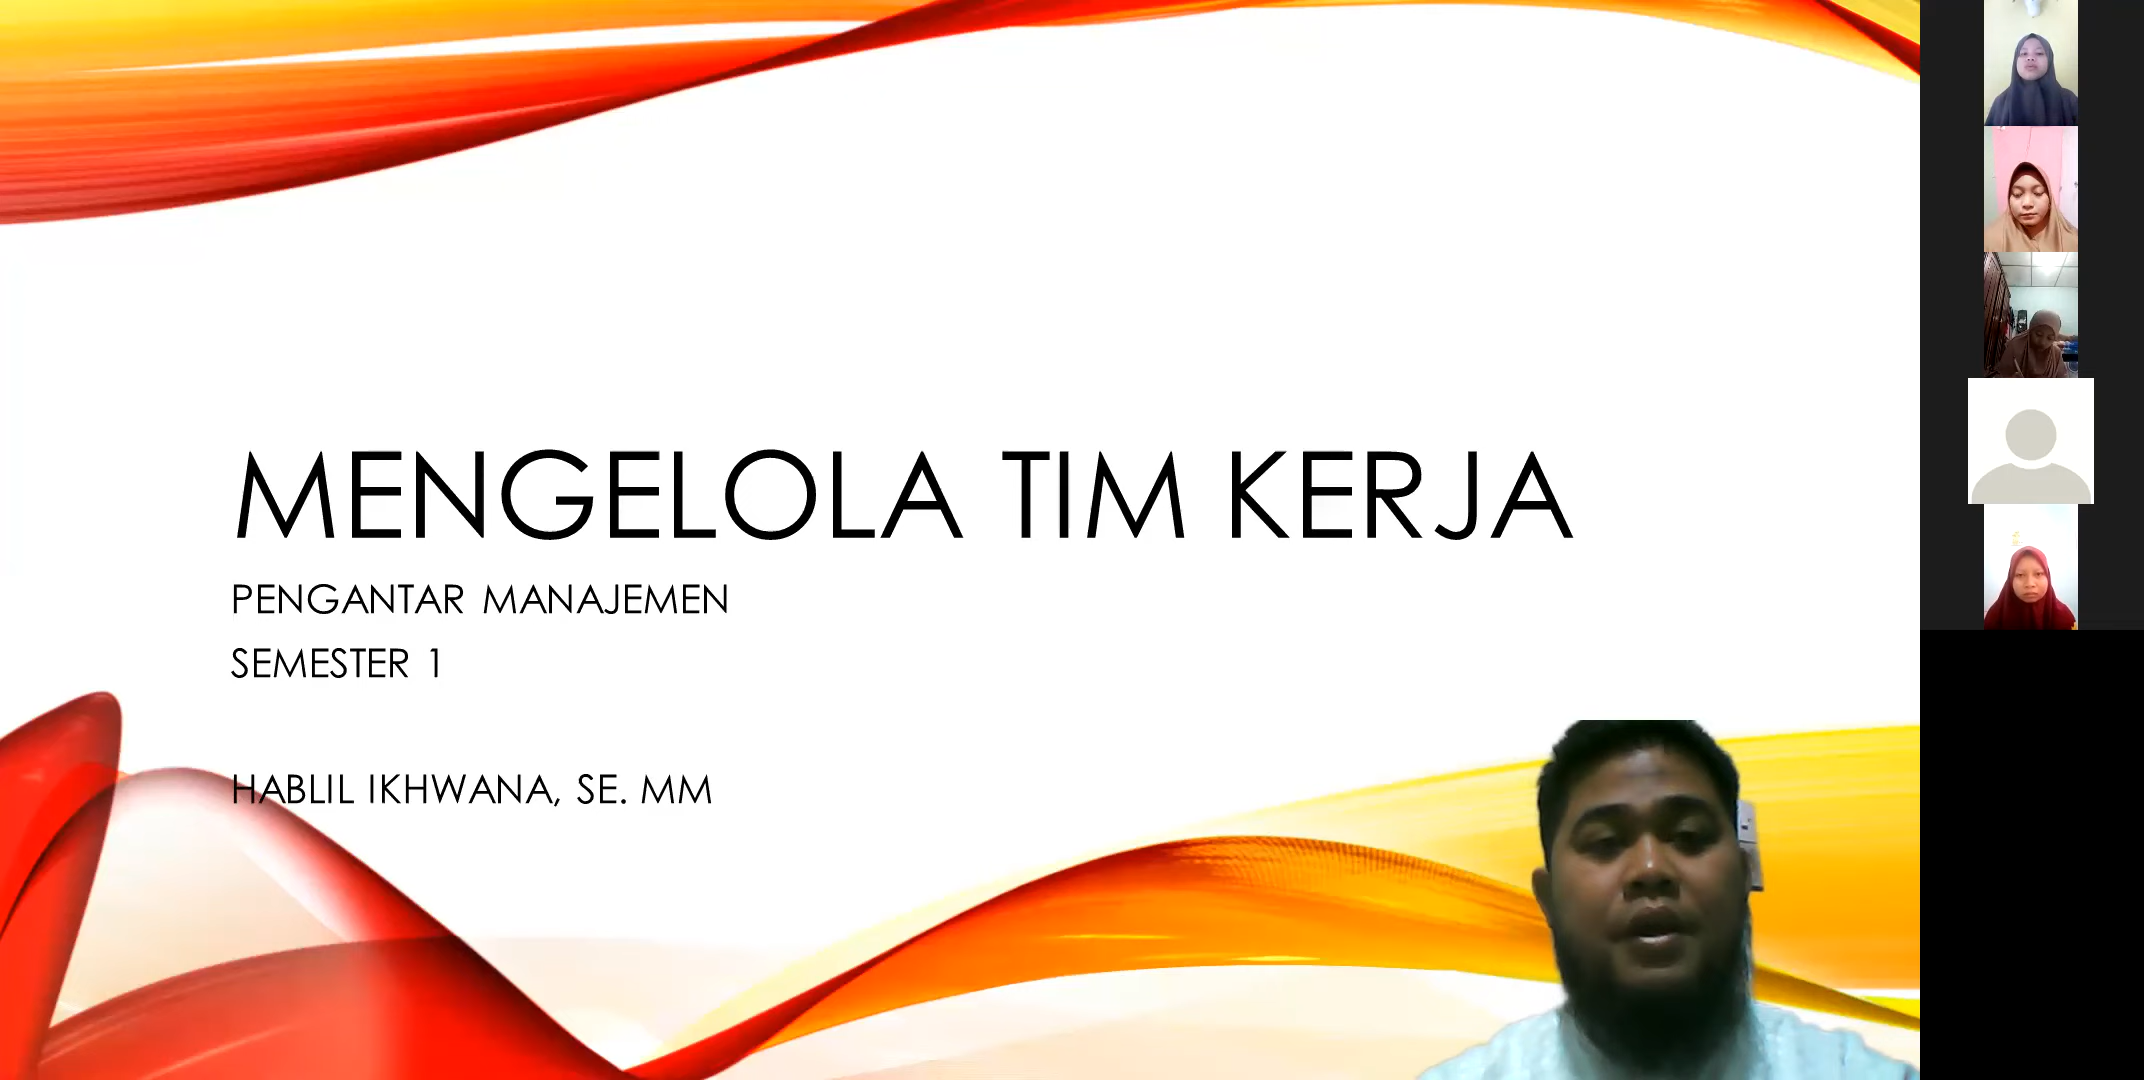 MENGELOLA TIM KERJA
PENGANTAR MANAJEMEN
SEMESTER 1
HABLIL IKHWANA, SE. MM